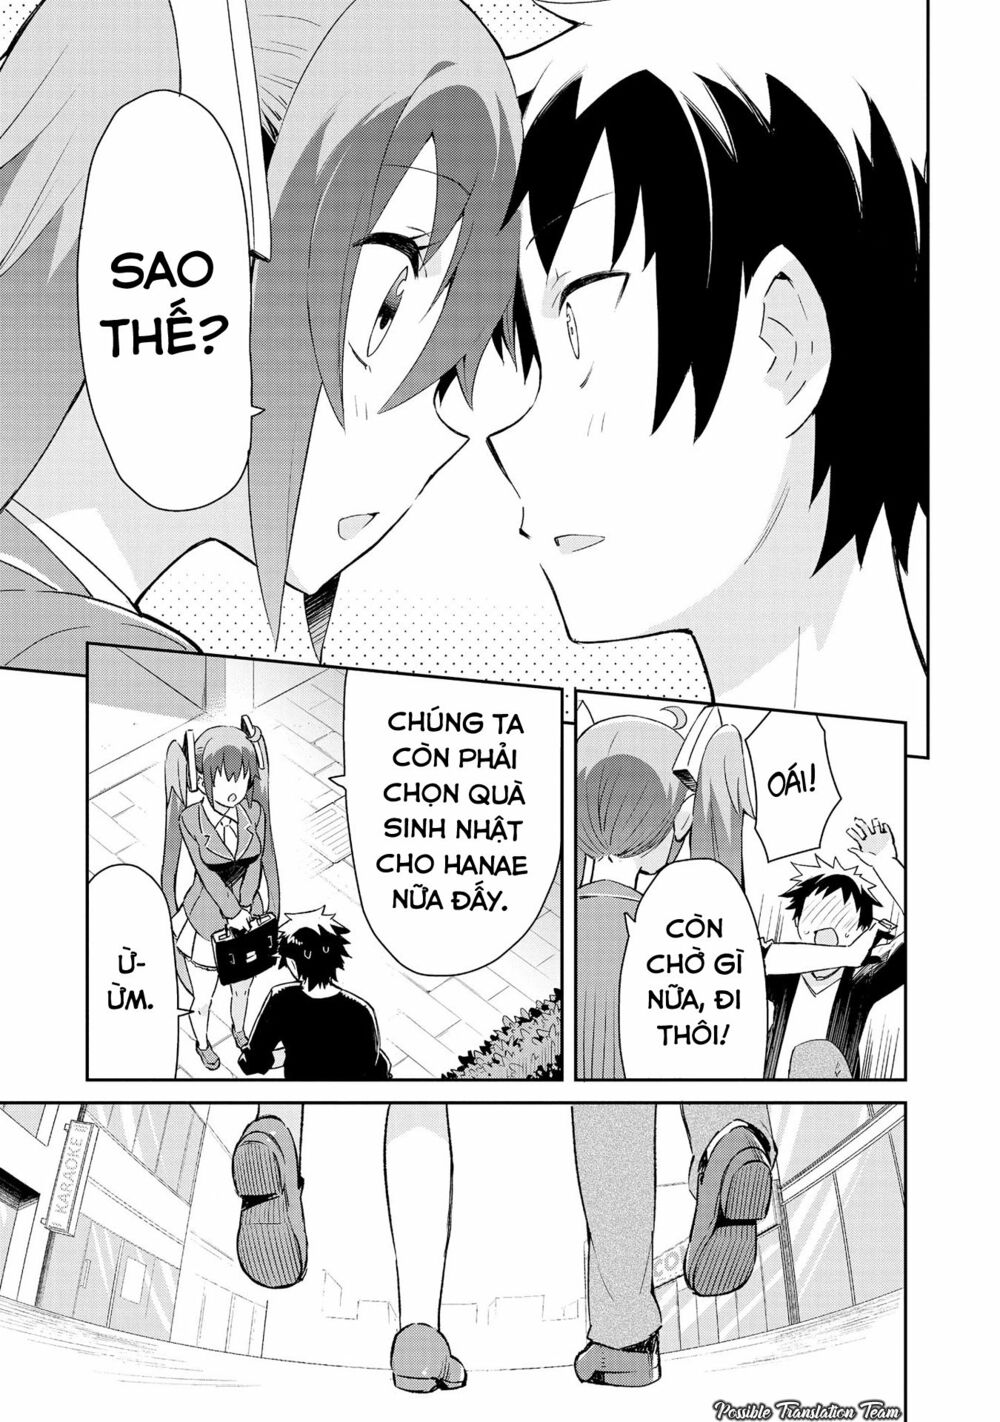 SAO
THẾ?
OÁI!
CÒN
CHỜ GÌ
NỮA, ĐI
THÔI!
CHÚNG TA
CÒN PHẢI
CHỌN QUÀ
SINH NHẬT
CHO HANAE
NỮA ĐẤY.
Ừ-
ỪM.
KARAOKE
Possible Translation Team